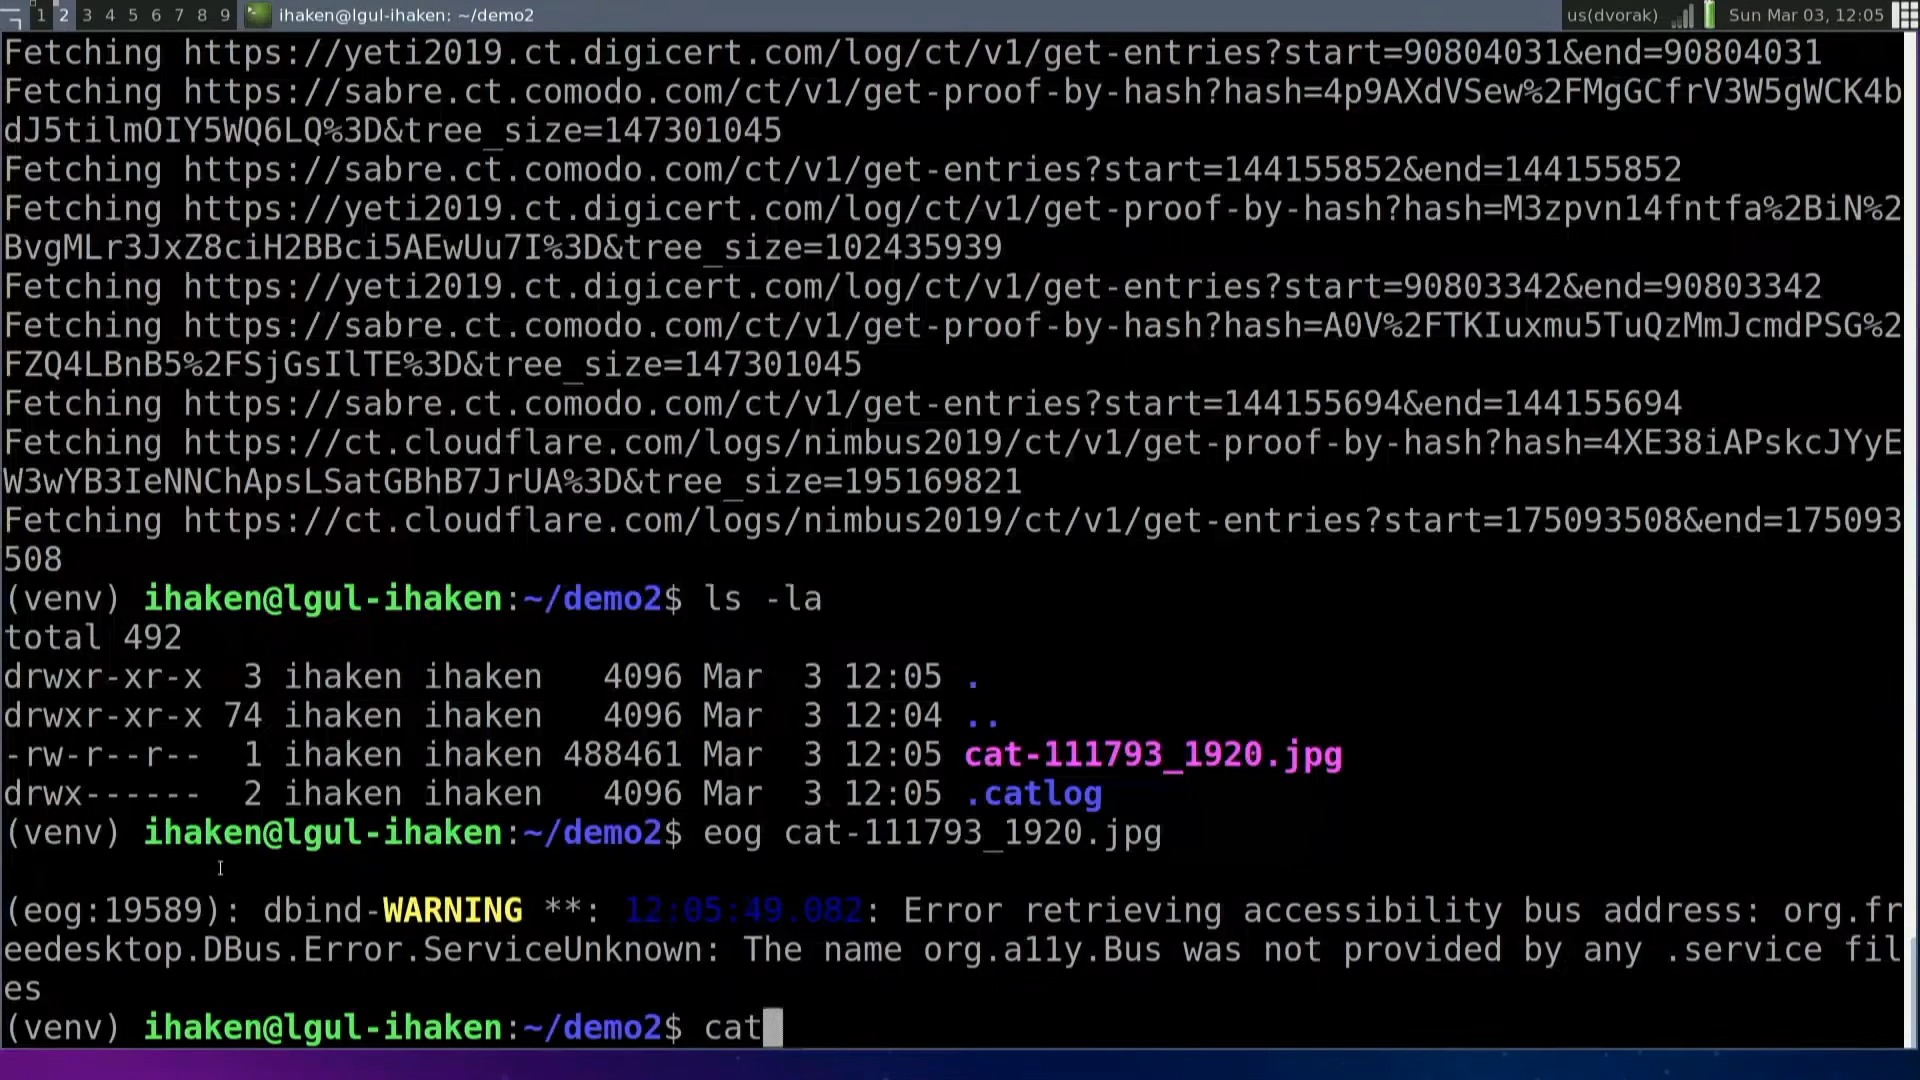 1 2 3 4 5 6 7 8 9 ihaken@lgul-ihaken: ~/demo2 us(dvorak) Sun Mar 03, 12:05
Fetching https://yeti2019.ct.digicert.com/log/ct/v1/get-entries?start=90804031&end=90804031
Fetching https://sabre.ct.comodo.com/ct/v1/get-proof-by-hash?hash=4p9AXdVSew%2FMgGCfrV3W5gWCK4b
dJ5tilmOIY5WQ6LQ%3D&tree_size=147301045
Fetching https://sabre.ct.comodo.com/ct/v1/get-entries?start=144155852&end=144155852
Fetching https://yeti2019.ct.digicert.com/log/ct/v1/get-proof-by-hash?hash=M3zpvn14fntfa%2BiN%2
BvgMLr3JxZ8ciH2BBci5AEwUu7I%3D&tree_size=102435939
Fetching https://yeti2019.ct.digicert.com/log/ct/v1/get-entries?start=90803342&end=90803342
Fetching https://sabre.ct.comodo.com/ct/v1/get-proof-by-hash?hash=A0V%2FTKIuxmu5TuQzMmJcmdPSG%2
FZQ4LBnB5%2FSjGsIlTE%3D&tree_size=147301045
Fetching https://sabre.ct.comodo.com/ct/v1/get-entries?start=144155694&end=144155694
Fetching https://ct.cloudflare.com/logs/nimbus2019/ct/v1/get-proof-by-hash?hash=4XE38iAPskcJYyE
W3wYB3IeNNChApsLSatGBhB7JrUA%3D&tree_size=195169821
Fetching https://ct.cloudflare.com/logs/nimbus2019/ct/v1/get-entries?start=175093508&end=175093
508
(venv) ihaken@lgul-ihaken:~/demo2$ ls -la
total 492
drwxr-xr-x  3 ihaken ihaken   4096 Mar  3 12:05 .
drwxr-xr-x 74 ihaken ihaken   4096 Mar  3 12:04 ..
-rw-r--r--  1 ihaken ihaken 488461 Mar  3 12:05 cat-111793_1920.jpg
drwx------  2 ihaken ihaken   4096 Mar  3 12:05 .catlog
(venv) ihaken@lgul-ihaken:~/demo2$ eog cat-111793_1920.jpg
(eog:19589): dbind-WARNING **: 12:05:49.082: Error retrieving accessibility bus address: org.fr
eedesktop.DBus.Error.ServiceUnknown: The name org.a11y.Bus was not provided by any .service fil
es
(venv) ihaken@lgul-ihaken:~/demo2$ cat